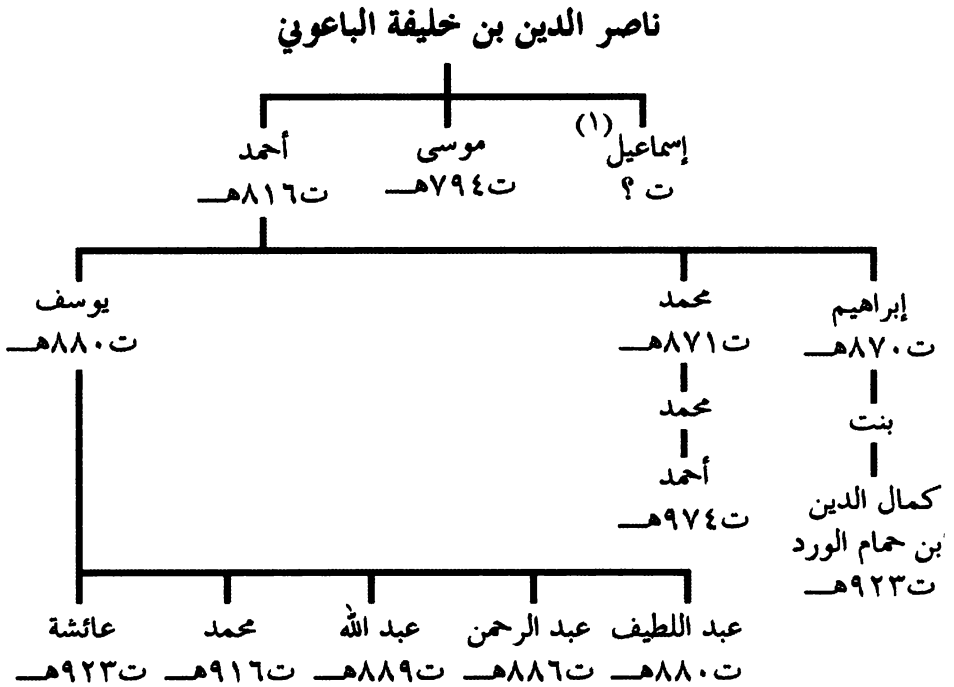 ناصر الدين بن خليفة الباعوني
إسماعيل(١) موسى أحمد
ت ؟ ت٧٩٤هـ ت٨١٦هـ
إبراهيم محمد يوسف
ت٨٧٠هـ ت٨٧١هـ ت٨٨٠هـ
بنت محمد
كمال الدين أحمد
بن حمام الورد ت٩٧٤هـ
ت٩٢٣هـ
عبد اللطيف عبد الرحمن عبد الله محمد عائشة
ت٨٨٠هـ ت٨٨٦هـ ت٨٨٩هـ ت٩١٦هـ ت٩٢٣هـ